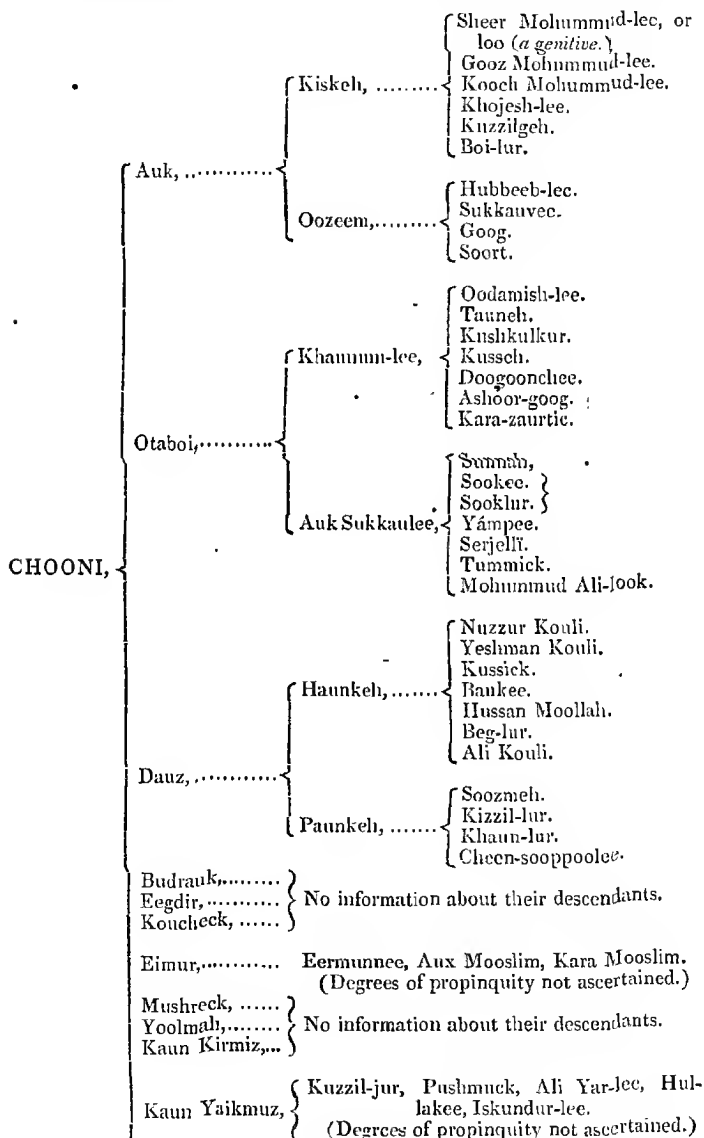 Sheer Mohummud-lee, or
loo (a genitive.)
Gooz Mohummud-lee.
Kiskeh, ......... Kooch Mohummud-lee.
Khojesh-lee.
Kuzzilgeh.
Boi-lur.
Auk, ............
Hubbeeb-lee.
Oozeem,......... Sukkauvee.
Goog.
Soort.
Oodamish-lee.
Tauneh.
Kushkulkur.
Khaumum-lee, Kusseh.
Doogoonchee.
Ashoor-goog.
Kara-zaurtie.
Otaboi,..........
Sunnah,
Sookee.
Sooklur.
Auk Sukkaulee, Yámpee.
Serjellï.
Tummick.
Mohummud Ali-look.
CHOONI,
Nuzzur Kouli.
Yeshman Kouli.
Kussick.
Haunkeh, ....... Baukee.
Hussan Moollah.
Beg-lur.
Ali Kouli.
Dauz, ...........
Soozmeh.
Paunkeh, ....... Kizzil-lur.
Khaun-lur.
Cheen-sooppoolee.
Budrauk,.........
Eegdir, .......... No information about their descendants.
Koucheck, ......
Eimur,.......... Eermunnee, Aux Mooslim, Kara Mooslim.
(Degrees of propinquity not ascertained.)
Mushreck, ......
Yoolmah,........ No information about their descendants.
Kaun Kirmiz,...
Kuzzil-jur, Pushmuck, Ali Yar-lee, Hul-
Kaun Yaikmuz, lakee, Iskundur-lee.
(Degrees of propinquity not ascertained.)